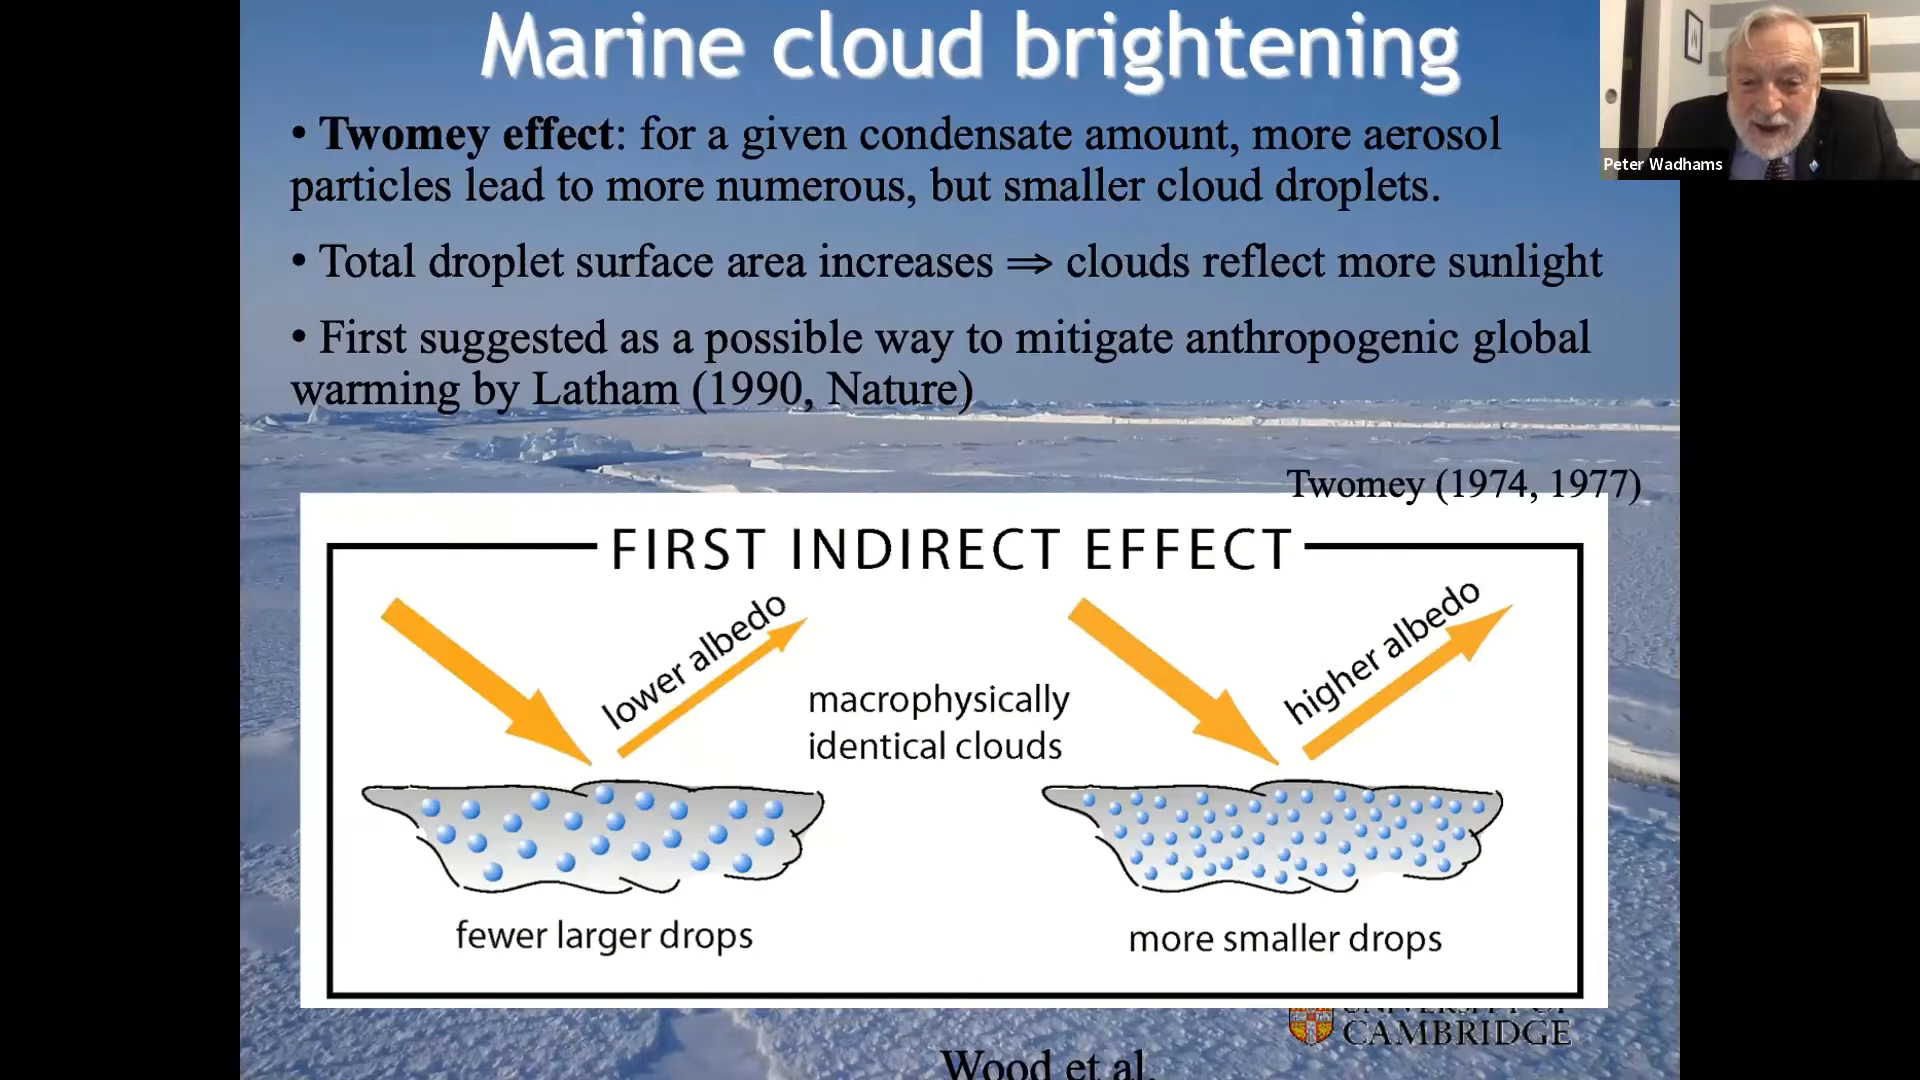 Marine cloud brightening
• Twomey effect: for a given condensate amount, more aerosol
particles lead to more numerous, but smaller cloud droplets.
• Total droplet surface area increases ⇒ clouds reflect more sunlight
• First suggested as a possible way to mitigate anthropogenic global
warming by Latham (1990, Nature)
Peter Wadhams
Twomey (1974, 1977)
FIRST INDIRECT EFFECT
lower albedo
higher albedo
macrophysically
identical clouds
fewer larger drops
more smaller drops
UNIVERSITY OF
CAMBRIDGE
Wood et al.